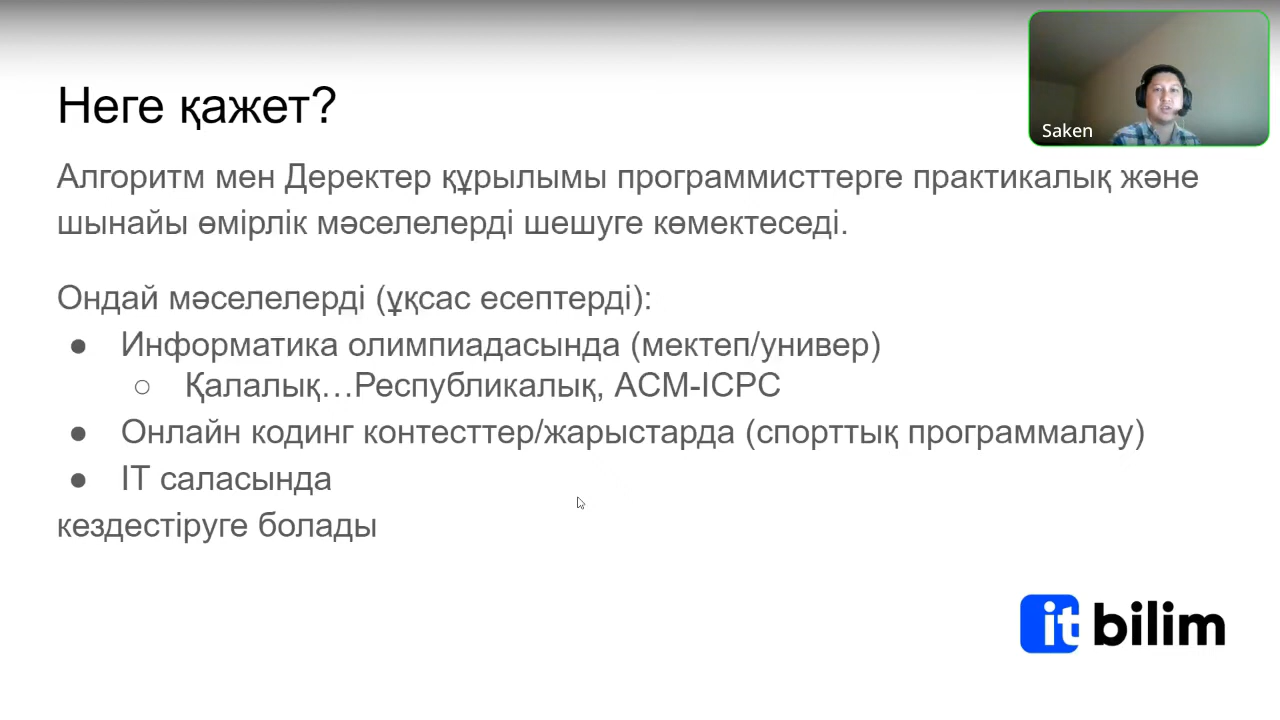 Неге қажет?
Saken
Алгоритм мен Деректер құрылымы программисттерге практикалық және
шынайы өмірлік мәселелерді шешуге көмектеседі.
Ондай мәселелерді (ұқсас есептерді):
● Информатика олимпиадасында (мектеп/универ)
○ Қалалық…Республикалық, ACM-ICPC
● Онлайн кодинг контесттер/жарыстарда (спорттық программалау)
● IT саласында
кездестіруге болады
it bilim